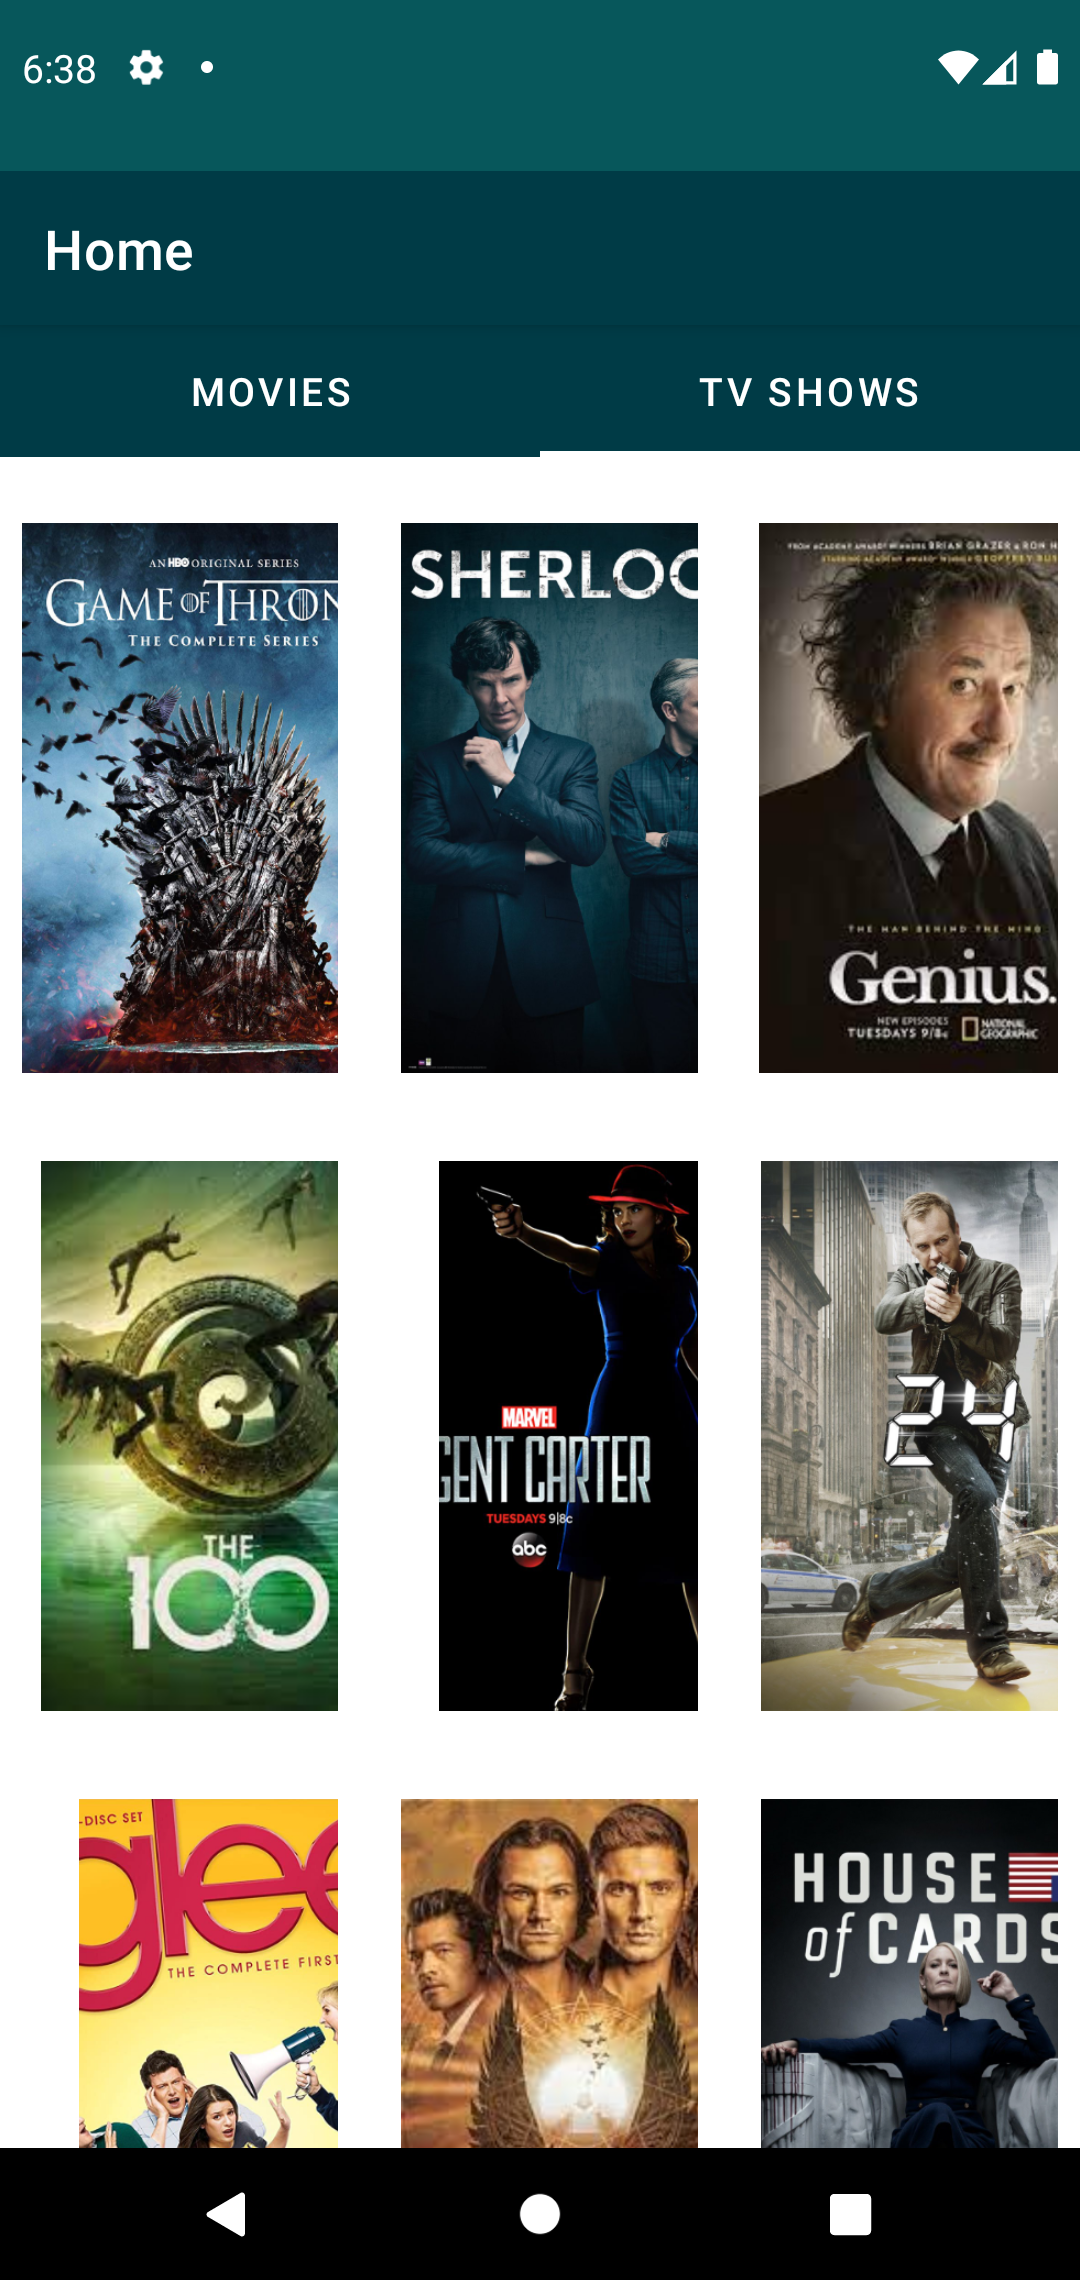 6:38
Home
MOVIES
TV SHOWS
AN HBO ORIGINAL SERIES
GAME OF THRON
THE COMPLETE SERIES
SHERLOC
FROM ACADEMY AWARD WINNERS BRIAN GRAZER & RON H
STARRING ACADEMY AWARD WINNER GEOFFREY RUS
THE MAN BEHIND THE MIND
Genius.
NEW EPISODES
TUESDAYS 9/8c
NATIONAL
GEOGRAPHIC
THE
100
MARVEL
GENT CARTER
TUESDAYS 9|8c
abc
24
-DISC SET
glee
THE COMPLETE FIRST
HOUSE
of CARDS